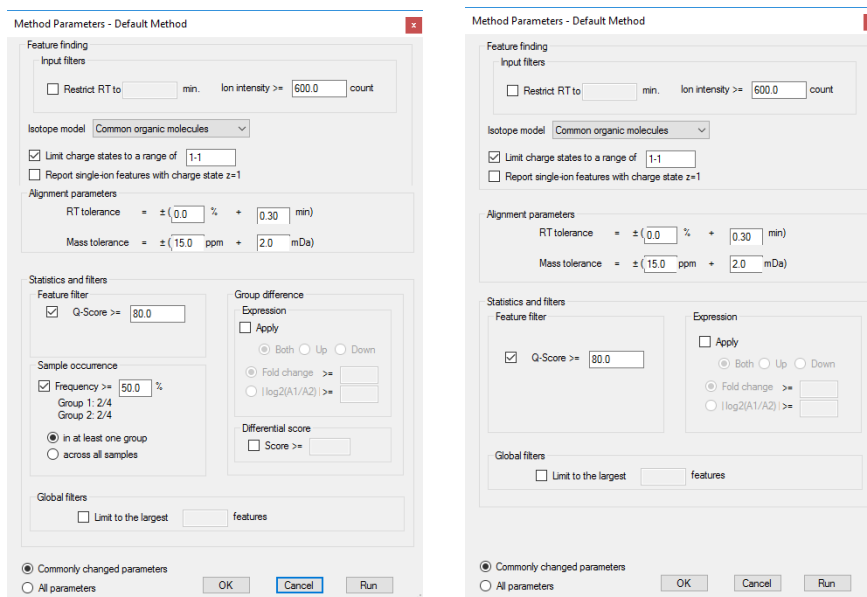 Method Parameters - Default Method
x
Feature finding
Input filters
Restrict RT to min. Ion intensity >= 600.0 count
Isotope model Common organic molecules
Limit charge states to a range of 1-1
Report single-ion features with charge state z=1
Alignment parameters
RT tolerance = ± ( 0.0 % + 0.30 min)
Mass tolerance = ± ( 15.0 ppm + 2.0 mDa)
Statistics and filters
Feature filter
Q-Score >= 80.0
Sample occurrence
Frequency >= 50.0 %
Group 1: 2/4
Group 2: 2/4
in at least one group
across all samples
Group difference
Expression
Apply
Both Up Down
Fold change >=
| log2(A1/A2) | >=
Differential score
Score >=
Global filters
Limit to the largest features
Commonly changed parameters
All parameters
OK Cancel Run
Method Parameters - Default Method
Feature finding
Input filters
Restrict RT to min. Ion intensity >= 600.0 count
Isotope model Common organic molecules
Limit charge states to a range of 1-1
Report single-ion features with charge state z=1
Alignment parameters
RT tolerance = ± ( 0.0 % + 0.30 min)
Mass tolerance = ± ( 15.0 ppm + 2.0 mDa)
Statistics and filters
Feature filter
Q-Score >= 80.0
Expression
Apply
Both Up Down
Fold change >=
| log2(A1/A2) | >=
Global filters
Limit to the largest features
Commonly changed parameters
All parameters
OK Cancel Run